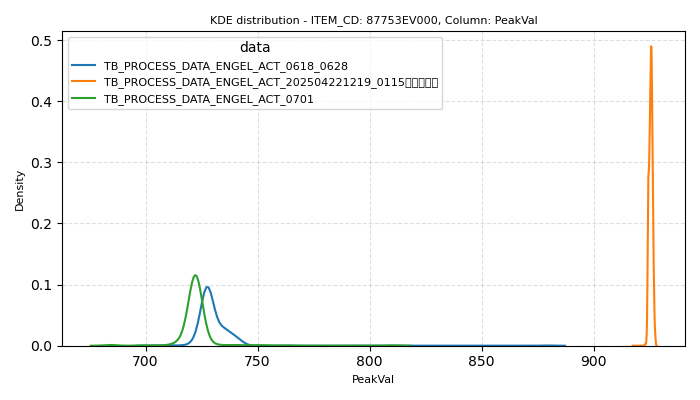 KDE distribution - ITEM_CD: 87753EV000, Column: PeakVal
data
TB_PROCESS_DATA_ENGEL_ACT_0618_0628
TB_PROCESS_DATA_ENGEL_ACT_202504221219_0115
TB_PROCESS_DATA_ENGEL_ACT_0701
Density
0.5
0.4
0.3
0.2
0.1
0.0
700 750 800 850 900
PeakVal